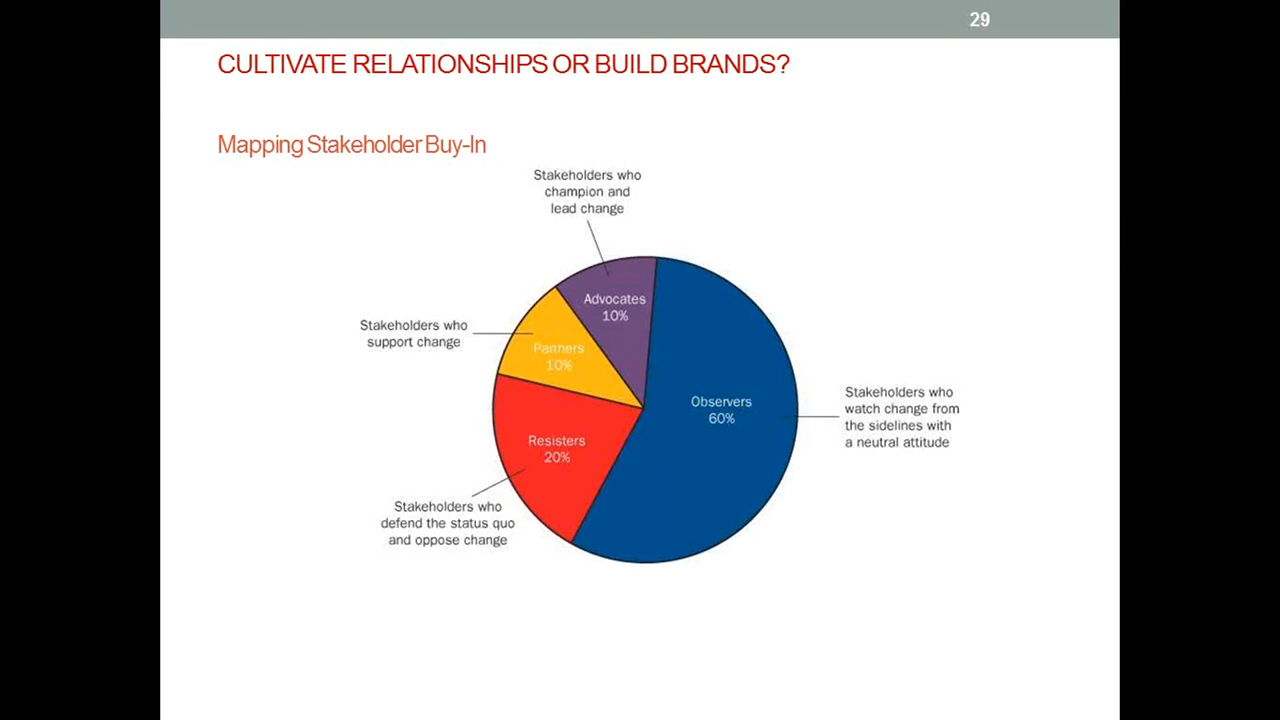 29
CULTIVATE RELATIONSHIPS OR BUILD BRANDS?
Mapping Stakeholder Buy-In
Stakeholders who
champion and
lead change
Advocates
10%
Stakeholders who
support change
Partners
10%
Observers
60%
Stakeholders who
watch change from
the sidelines with
a neutral attitude
Resisters
20%
Stakeholders who
defend the status quo
and oppose change